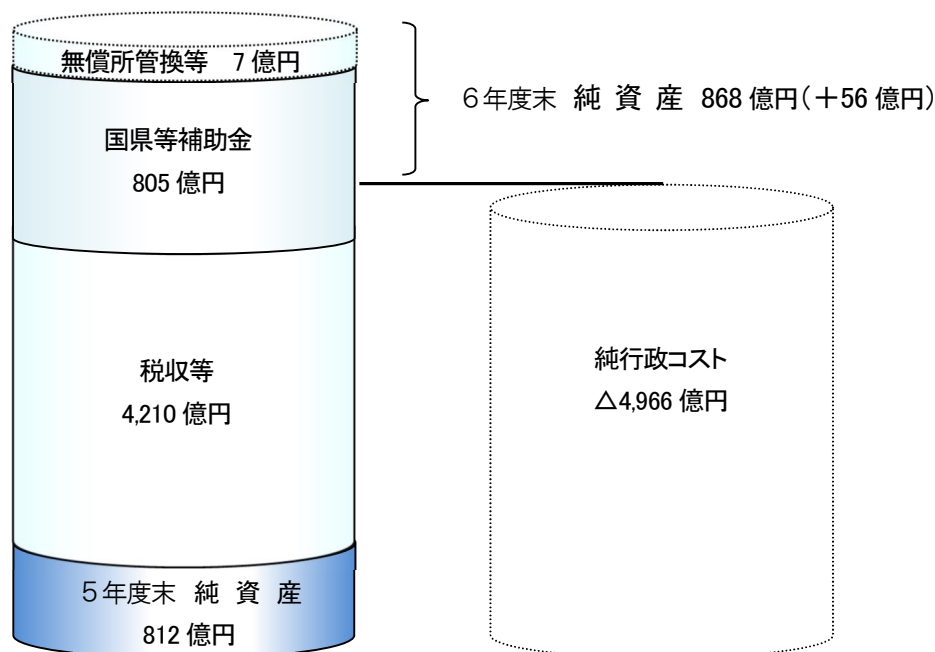 無償所管換等　7 億円
国県等補助金
805 億円
税収等
4,210 億円
５年度末　純　資　産
812 億円
６年度末　純　資　産　868 億円（＋56 億円）
純行政コスト
△4,966 億円